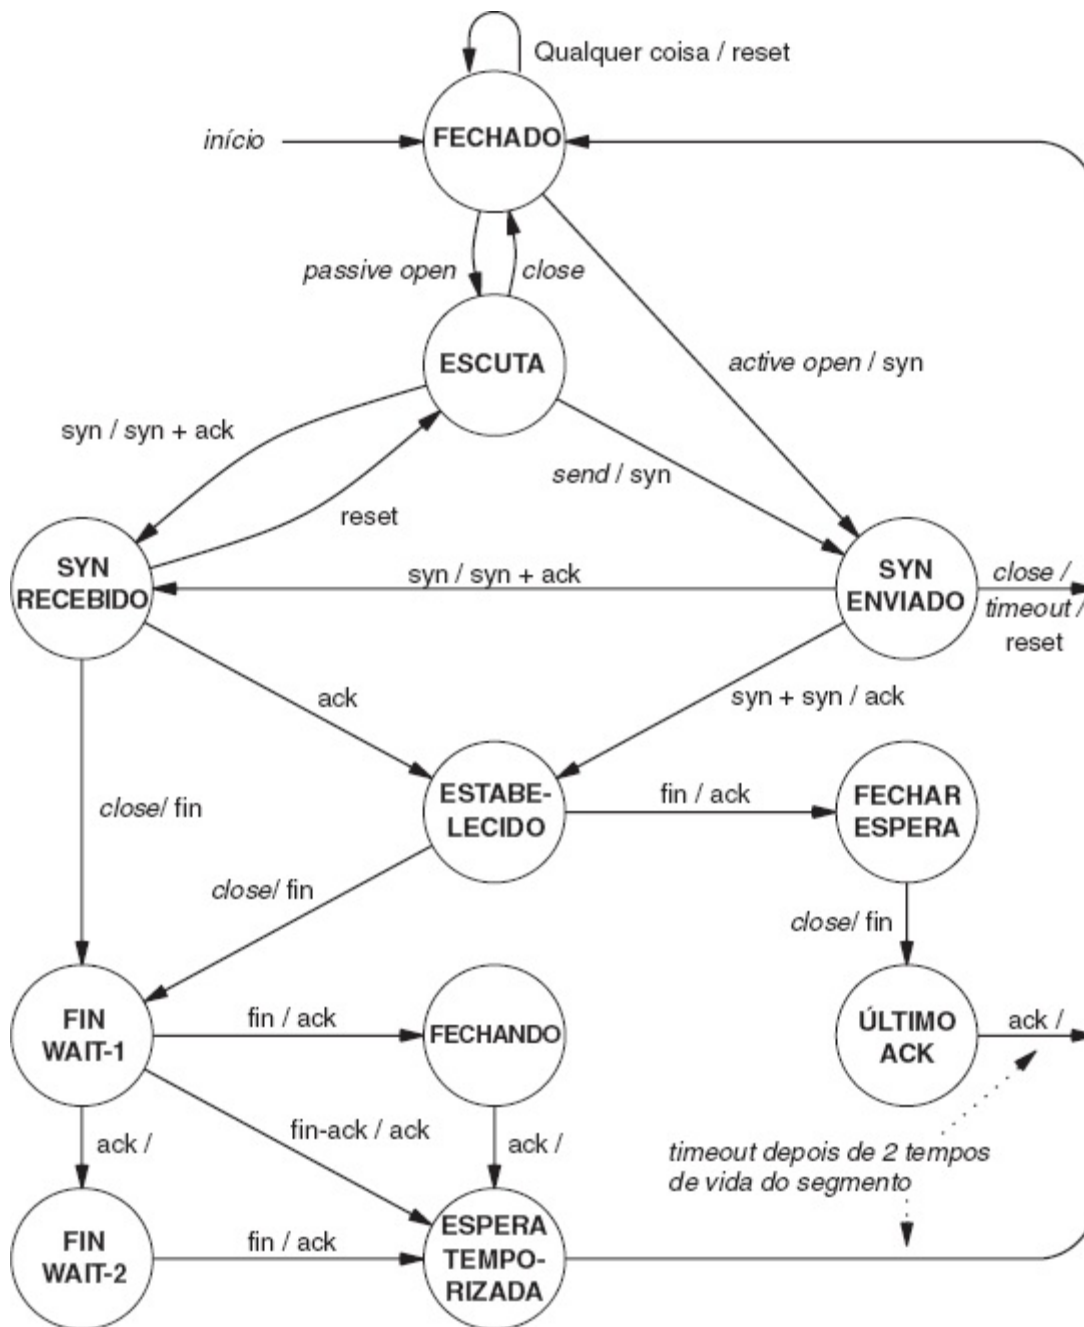 Qualquer coisa / reset
início
FECHADO
passive open
close
ESCUTA
active open / syn
syn / syn + ack
send / syn
reset
SYN
RECEBIDO
syn / syn + ack
SYN
ENVIADO
close /
timeout /
reset
ack
syn + syn / ack
close/ fin
ESTABE-
LECIDO
fin / ack
FECHAR
ESPERA
close/ fin
close/ fin
FIN
WAIT-1
fin / ack
FECHANDO
ÚLTIMO
ACK
ack /
ack /
fin-ack / ack
ack /
timeout depois de 2 tempos
de vida do segmento
FIN
WAIT-2
fin / ack
ESPERA
TEMPO-
RIZADA